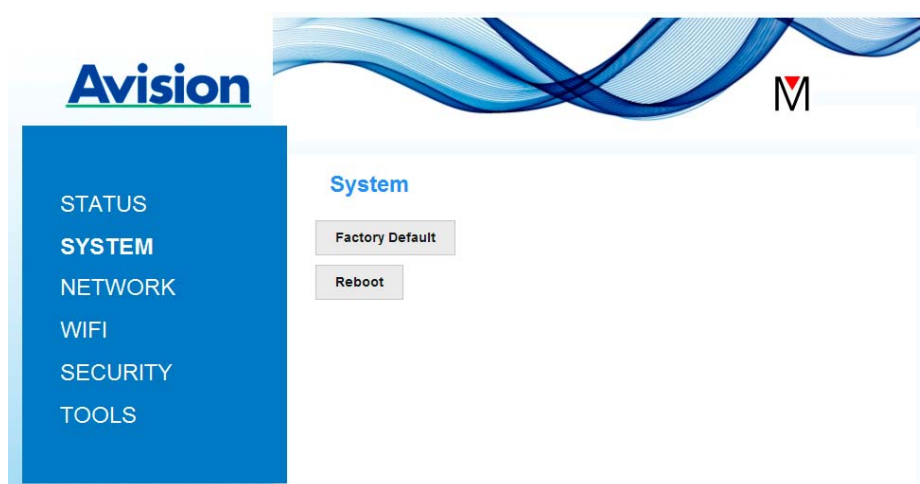 Avision
M
STATUS
SYSTEM
NETWORK
WIFI
SECURITY
TOOLS
System
Factory Default
Reboot